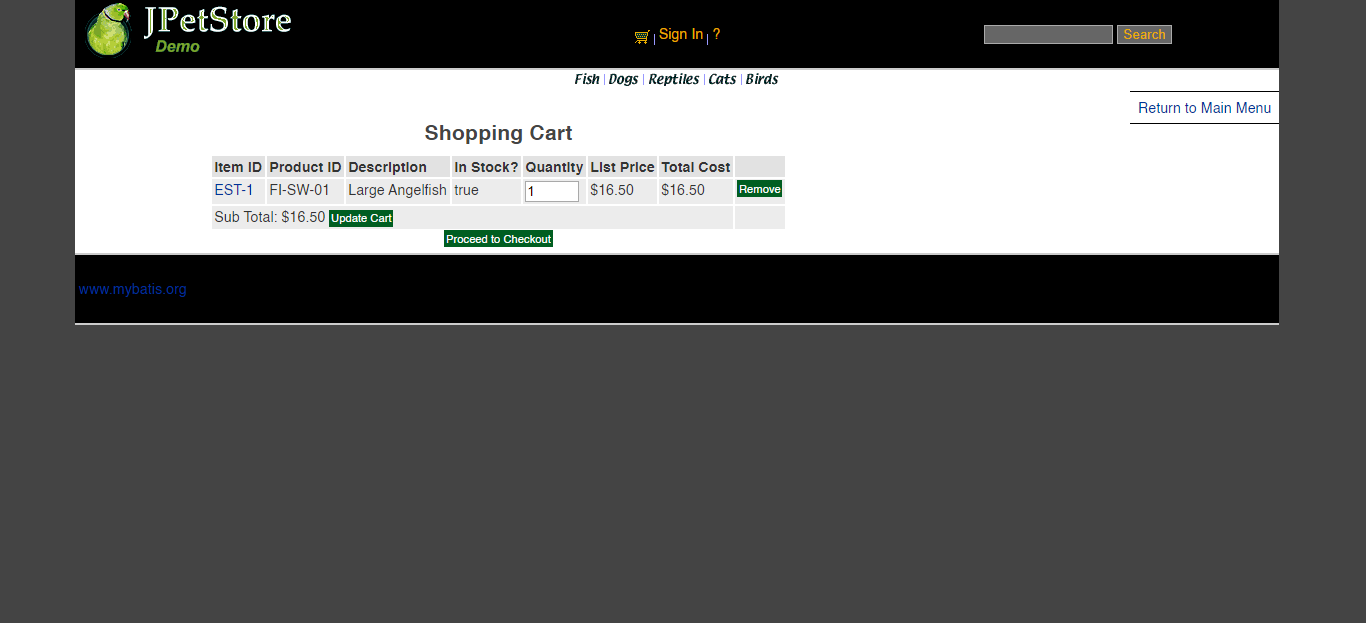 JPetStore
Demo
Sign In | ?
Search
Fish | Dogs | Reptiles | Cats | Birds
Return to Main Menu
Shopping Cart
Item ID Product ID Description In Stock? Quantity List Price Total Cost
EST-1 FI-SW-01 Large Angelfish true 1 $16.50 $16.50 Remove
Sub Total: $16.50 Update Cart
Proceed to Checkout
www.mybatis.org